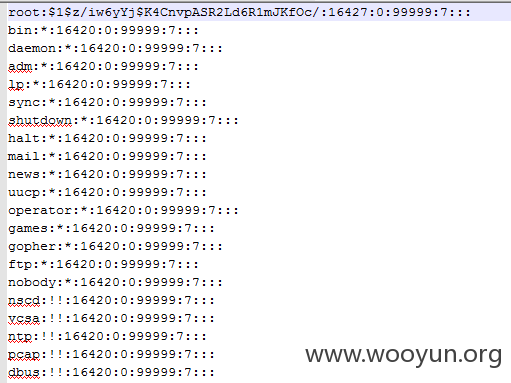 root:$1$z/iw6yYj$K4CnvpASR2Ld6R1mJKfOc/:16427:0:99999:7:::
bin:*:16420:0:99999:7:::
daemon:*:16420:0:99999:7:::
adm:*:16420:0:99999:7:::
lp:*:16420:0:99999:7:::
sync:*:16420:0:99999:7:::
shutdown:*:16420:0:99999:7:::
halt:*:16420:0:99999:7:::
mail:*:16420:0:99999:7:::
news:*:16420:0:99999:7:::
uucp:*:16420:0:99999:7:::
operator:*:16420:0:99999:7:::
games:*:16420:0:99999:7:::
gopher:*:16420:0:99999:7:::
ftp:*:16420:0:99999:7:::
nobody:*:16420:0:99999:7:::
nscd:!!:16420:0:99999:7:::
vcsa:!!:16420:0:99999:7:::
ntp:!!:16420:0:99999:7:::
pcap:!!:16420:0:99999:7:::
dbus:!!:16420:0:99999:7:::
www.wooyun.org